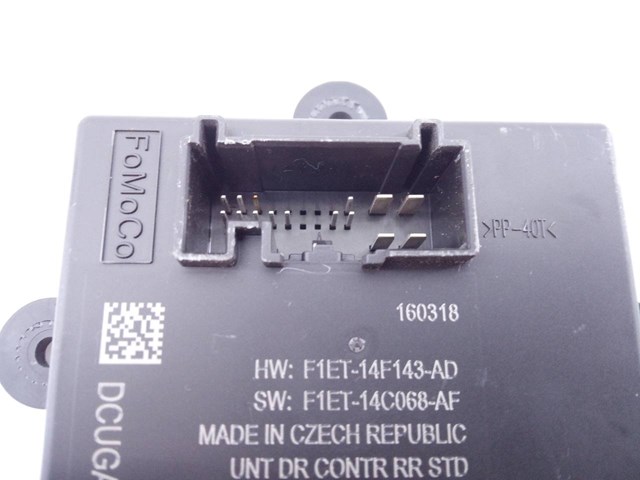 FoMoCo
>PP-40T<
160318
HW: F1ET-14F143-AD
SW: F1ET-14C068-AF
MADE IN CZECH REPUBLIC
UNT DR CONTR RR STD
DCUGA